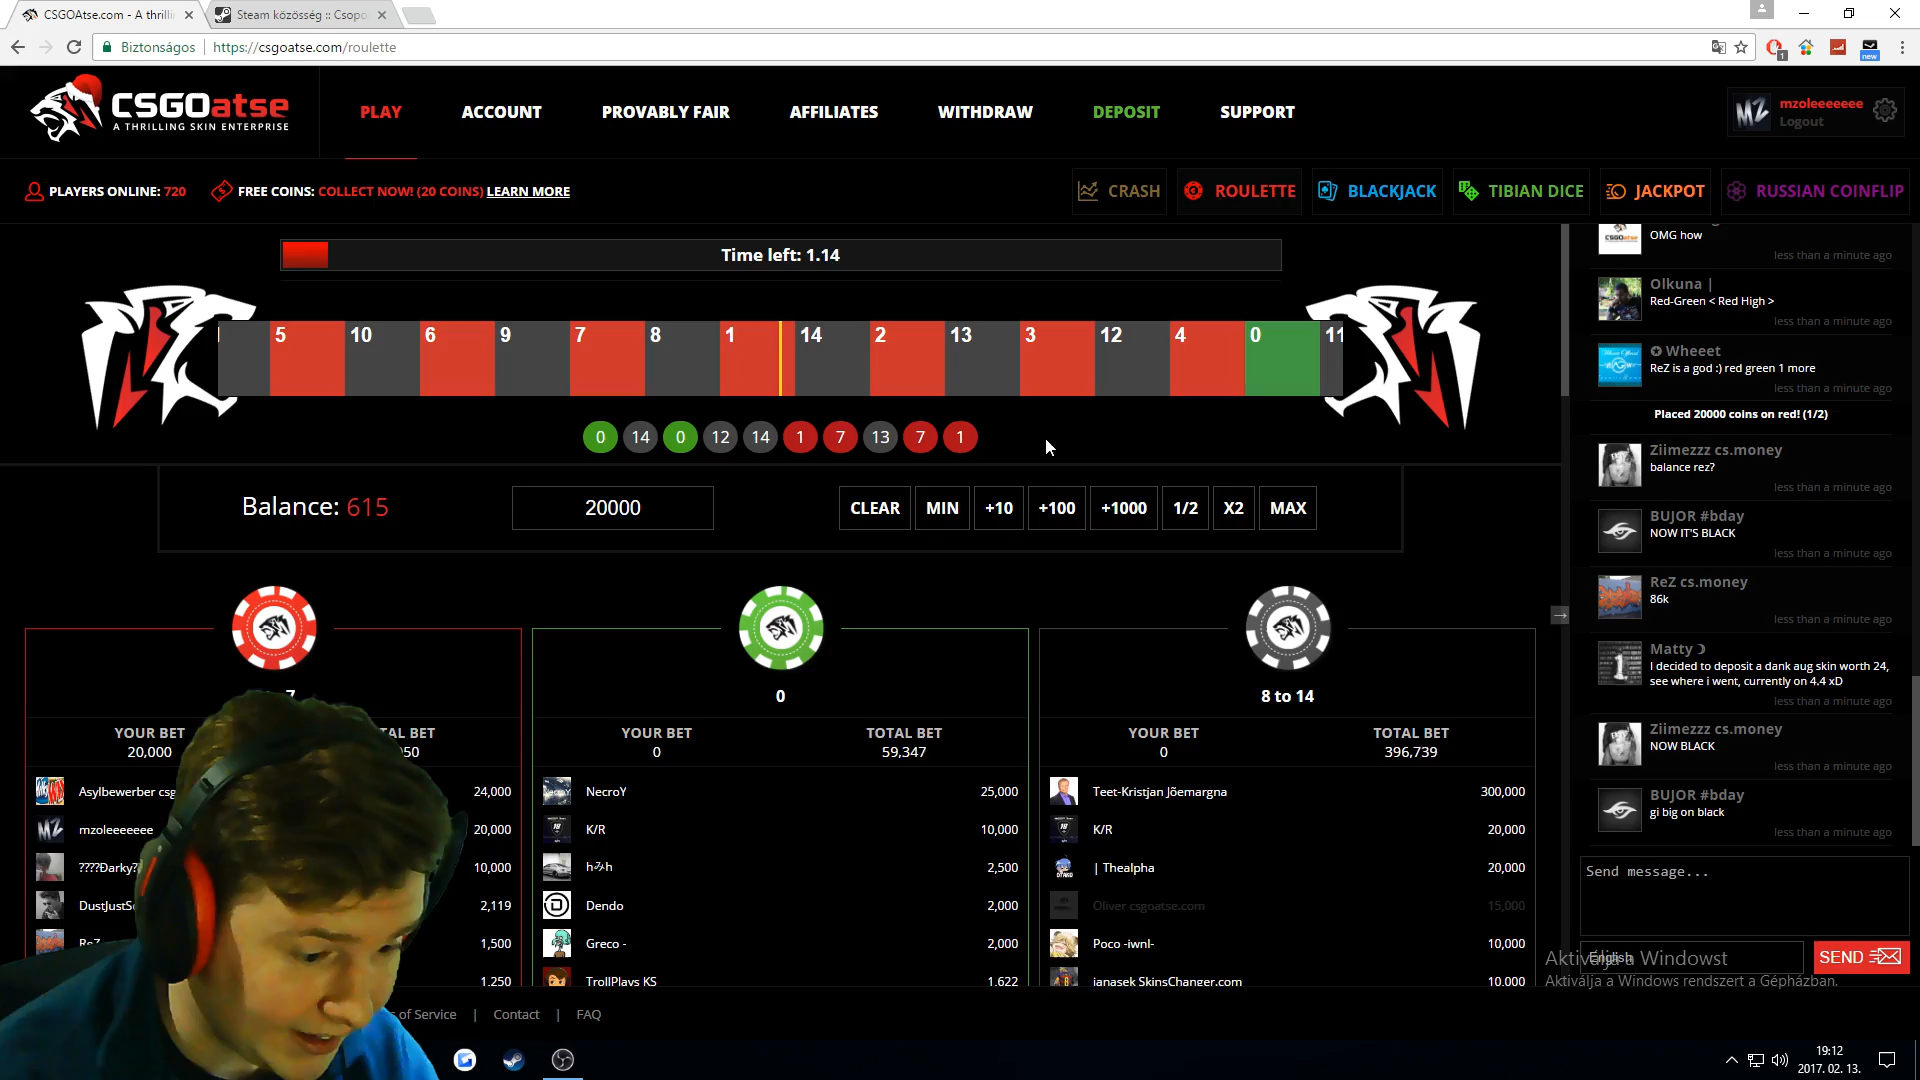 CSGOAtse.com - A thrilli
Steam közösség :: Csopo
Biztonságos
https://csgoatse.com/roulette
new
CSGOatse
A THRILLING SKIN ENTERPRISE
PLAY
ACCOUNT
PROVABLY FAIR
AFFILIATES
WITHDRAW
DEPOSIT
SUPPORT
MZ
mzoleeeeeee
Logout
PLAYERS ONLINE: 720
FREE COINS: COLLECT NOW! (20 COINS) LEARN MORE
CRASH
ROULETTE
BLACKJACK
TIBIAN DICE
JACKPOT
RUSSIAN COINFLIP
Time left: 1.14
5 10 6 9 7 8 1 14 2 13 3 12 4 0 11
0 14 0 12 14 1 7 13 7 1
Balance: 615
20000
CLEAR
MIN
+10
+100
+1000
1/2
X2
MAX
7
YOUR BET
20,000
Asylbewerber csg
24,000
mzoleeeeeee
20,000
10,000
2,119
1,500
1,250
0
YOUR BET TOTAL BET
0 59,347
NecroY 25,000
K/R 10,000
hみh 2,500
Dendo 2,000
Greco - 2,000
TrollPlays KS 1,622
8 to 14
YOUR BET TOTAL BET
0 396,739
Teet-Kristjan Jõemargna 300,000
K/R 20,000
| Thealpha 20,000
Oliver csgoatse.com 15,000
Poco -iwnl- 10,000
janasek SkinsChanger.com 10,000
OMG how
less than a minute ago
Olkuna |
Red-Green < Red High >
less than a minute ago
✪ Wheeet
ReZ is a god :) red green 1 more
less than a minute ago
Placed 20000 coins on red! (1/2)
Ziimezzz cs.money
balance rez?
less than a minute ago
BUJOR #bday
NOW IT'S BLACK
less than a minute ago
ReZ cs.money
86k
less than a minute ago
Matty ☽
I decided to deposit a dank aug skin worth 24,
see where i went, currently on 4.4 xD
less than a minute ago
Ziimezzz cs.money
NOW BLACK
less than a minute ago
BUJOR #bday
gi big on black
less than a minute ago
Send message...
English
SEND
Aktiválja a Windowst
Aktiválja a Windows rendszert a Gépházban.
of Service | Contact | FAQ
19:12
2017. 02. 13.